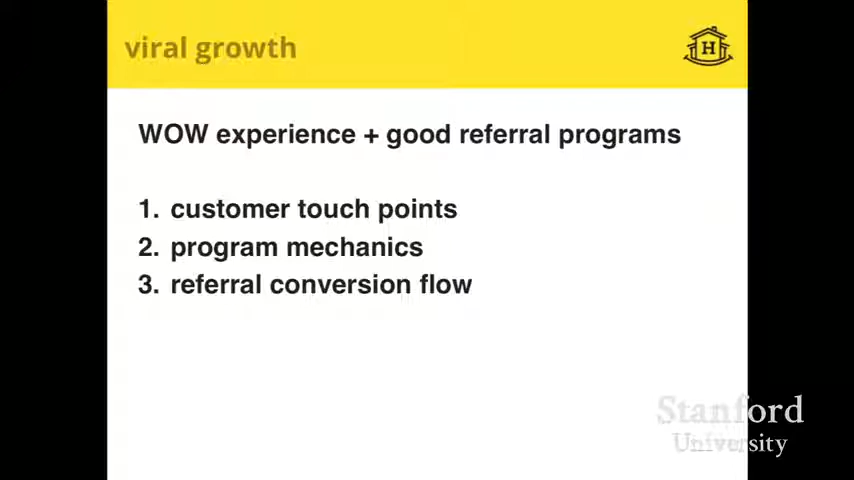 viral growth
H
WOW experience + good referral programs
1. customer touch points
2. program mechanics
3. referral conversion flow
Stanford
University